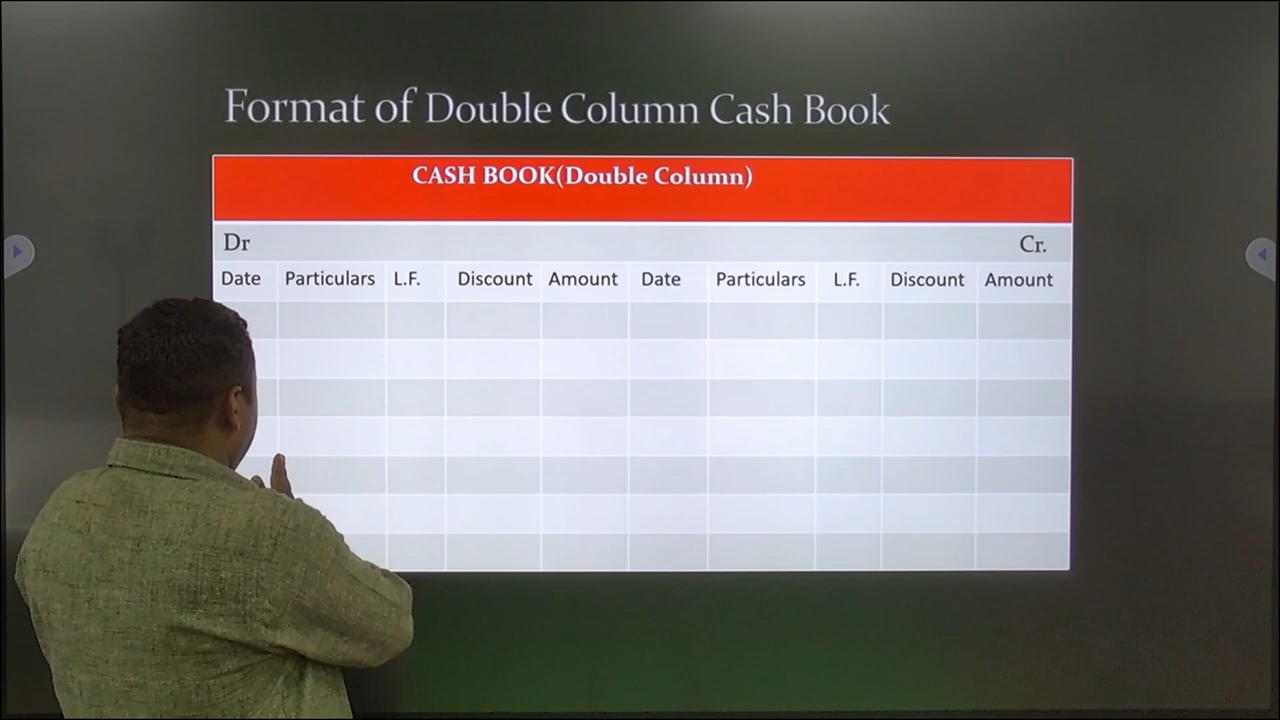 Format of Double Column Cash Book
CASH BOOK(Double Column)
Dr Cr.
Date Particulars L.F. Discount Amount Date Particulars L.F. Discount Amount